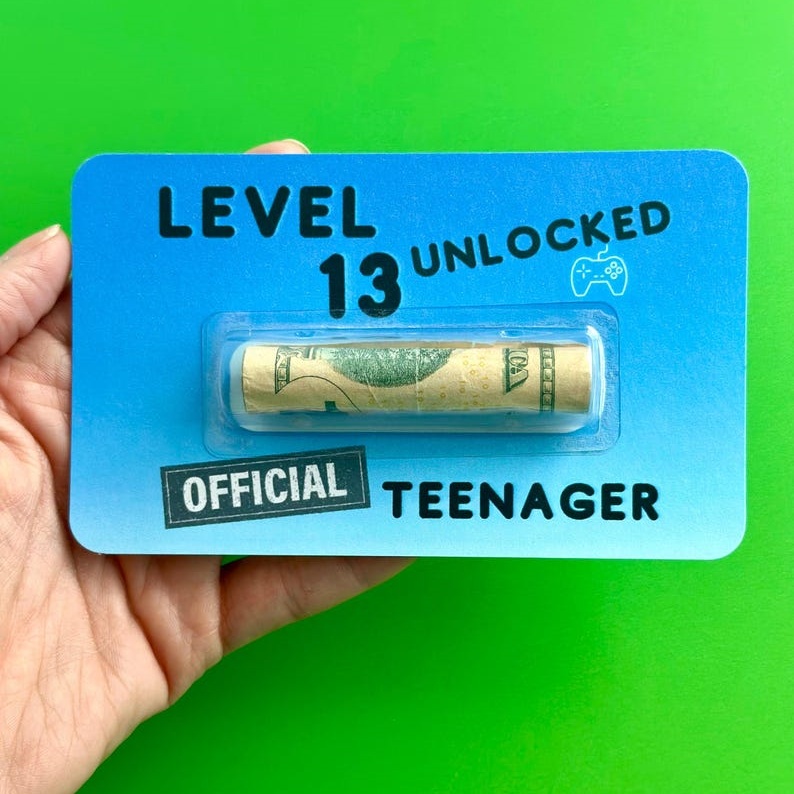 LEVEL
13 UNLOCKED
OFFICIAL TEENAGER